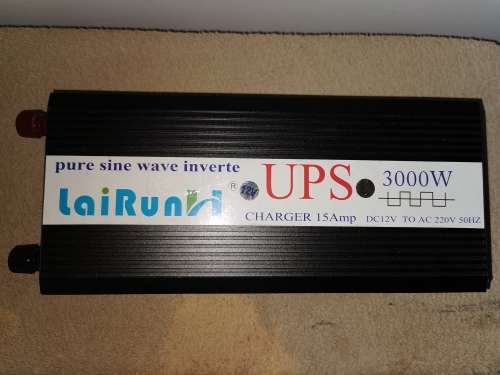 pure sine wave inverte
LaiRun
®
12V
UPS
CHARGER 15Amp
3000W
DC12V TO AC 220V 50HZ